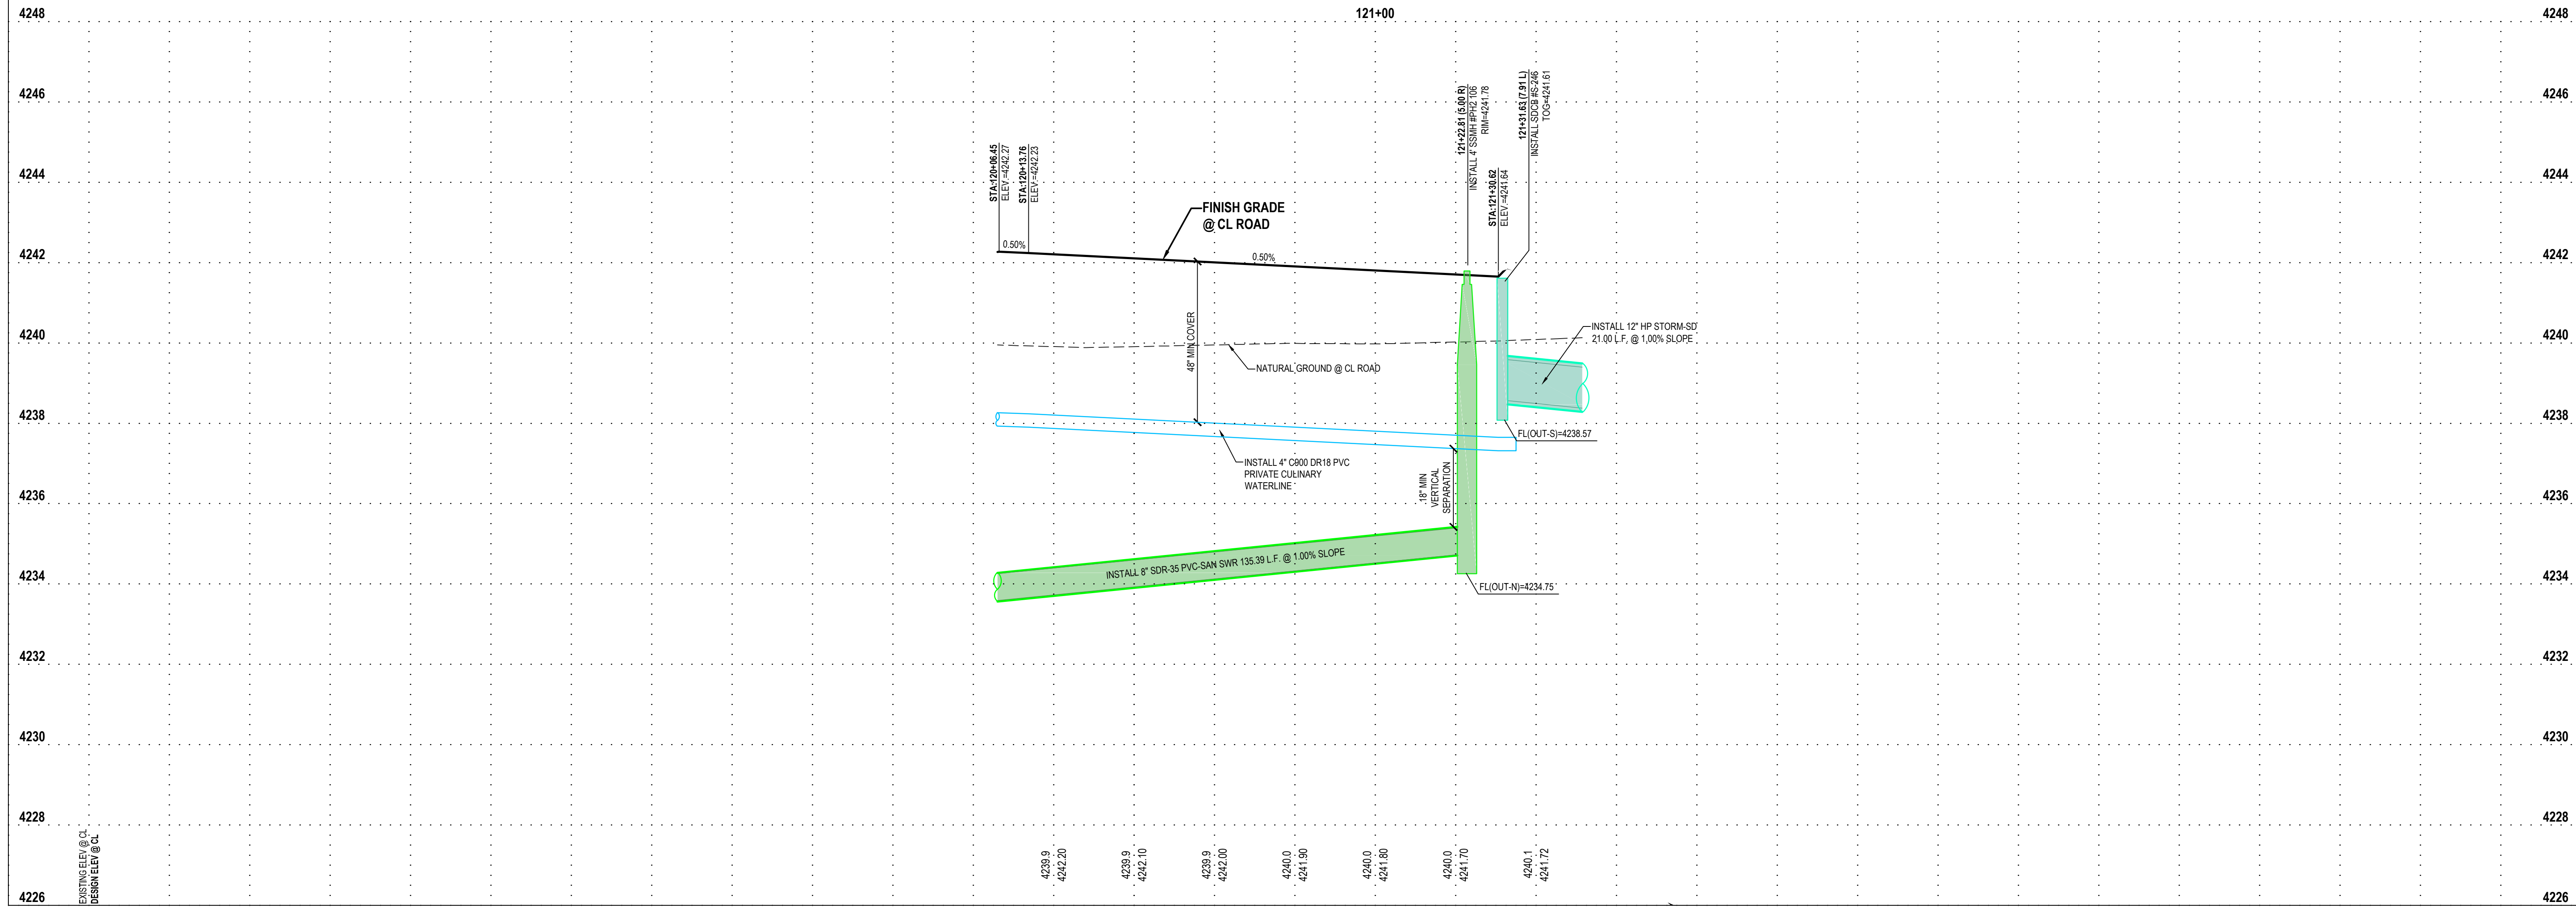 121+00
4248
4248
4246
4246
4244
4244
4242
4242
4240
4240
4238
4238
4236
4236
4234
4234
4232
4232
4230
4230
4228
4228
4226
4226
STA:120+06.45
ELEV.=4242.27
STA:120+13.76
ELEV.=4242.23
121+22.81 (5.00 R)
INSTALL 4' SSMH #PH2.106
RIM=4241.78
STA:121+30.62
ELEV.=4241.64
121+31.63 (7.91 L)
INSTALL SDCB #S-246
TOG=4241.61
FINISH GRADE
@ CL ROAD
0.50%
0.50%
48" MIN COVER
NATURAL GROUND @ CL ROAD
INSTALL 12" HP STORM-SD
21.00 L.F. @ 1.00% SLOPE
FL(OUT-S)=4238.57
INSTALL 4" C900 DR18 PVC
PRIVATE CULINARY
WATERLINE
18" MIN
VERTICAL
SEPARATION
INSTALL 8" SDR-35 PVC-SAN SWR 135.39 L.F. @ 1.00% SLOPE
FL(OUT-N)=4234.75
EXISTING ELEV @ CL
DESIGN ELEV @ CL
4239.9
4242.20
4239.9
4242.10
4239.9
4242.00
4240.0
4241.90
4240.0
4241.80
4240.0
4241.70
4240.1
4241.72